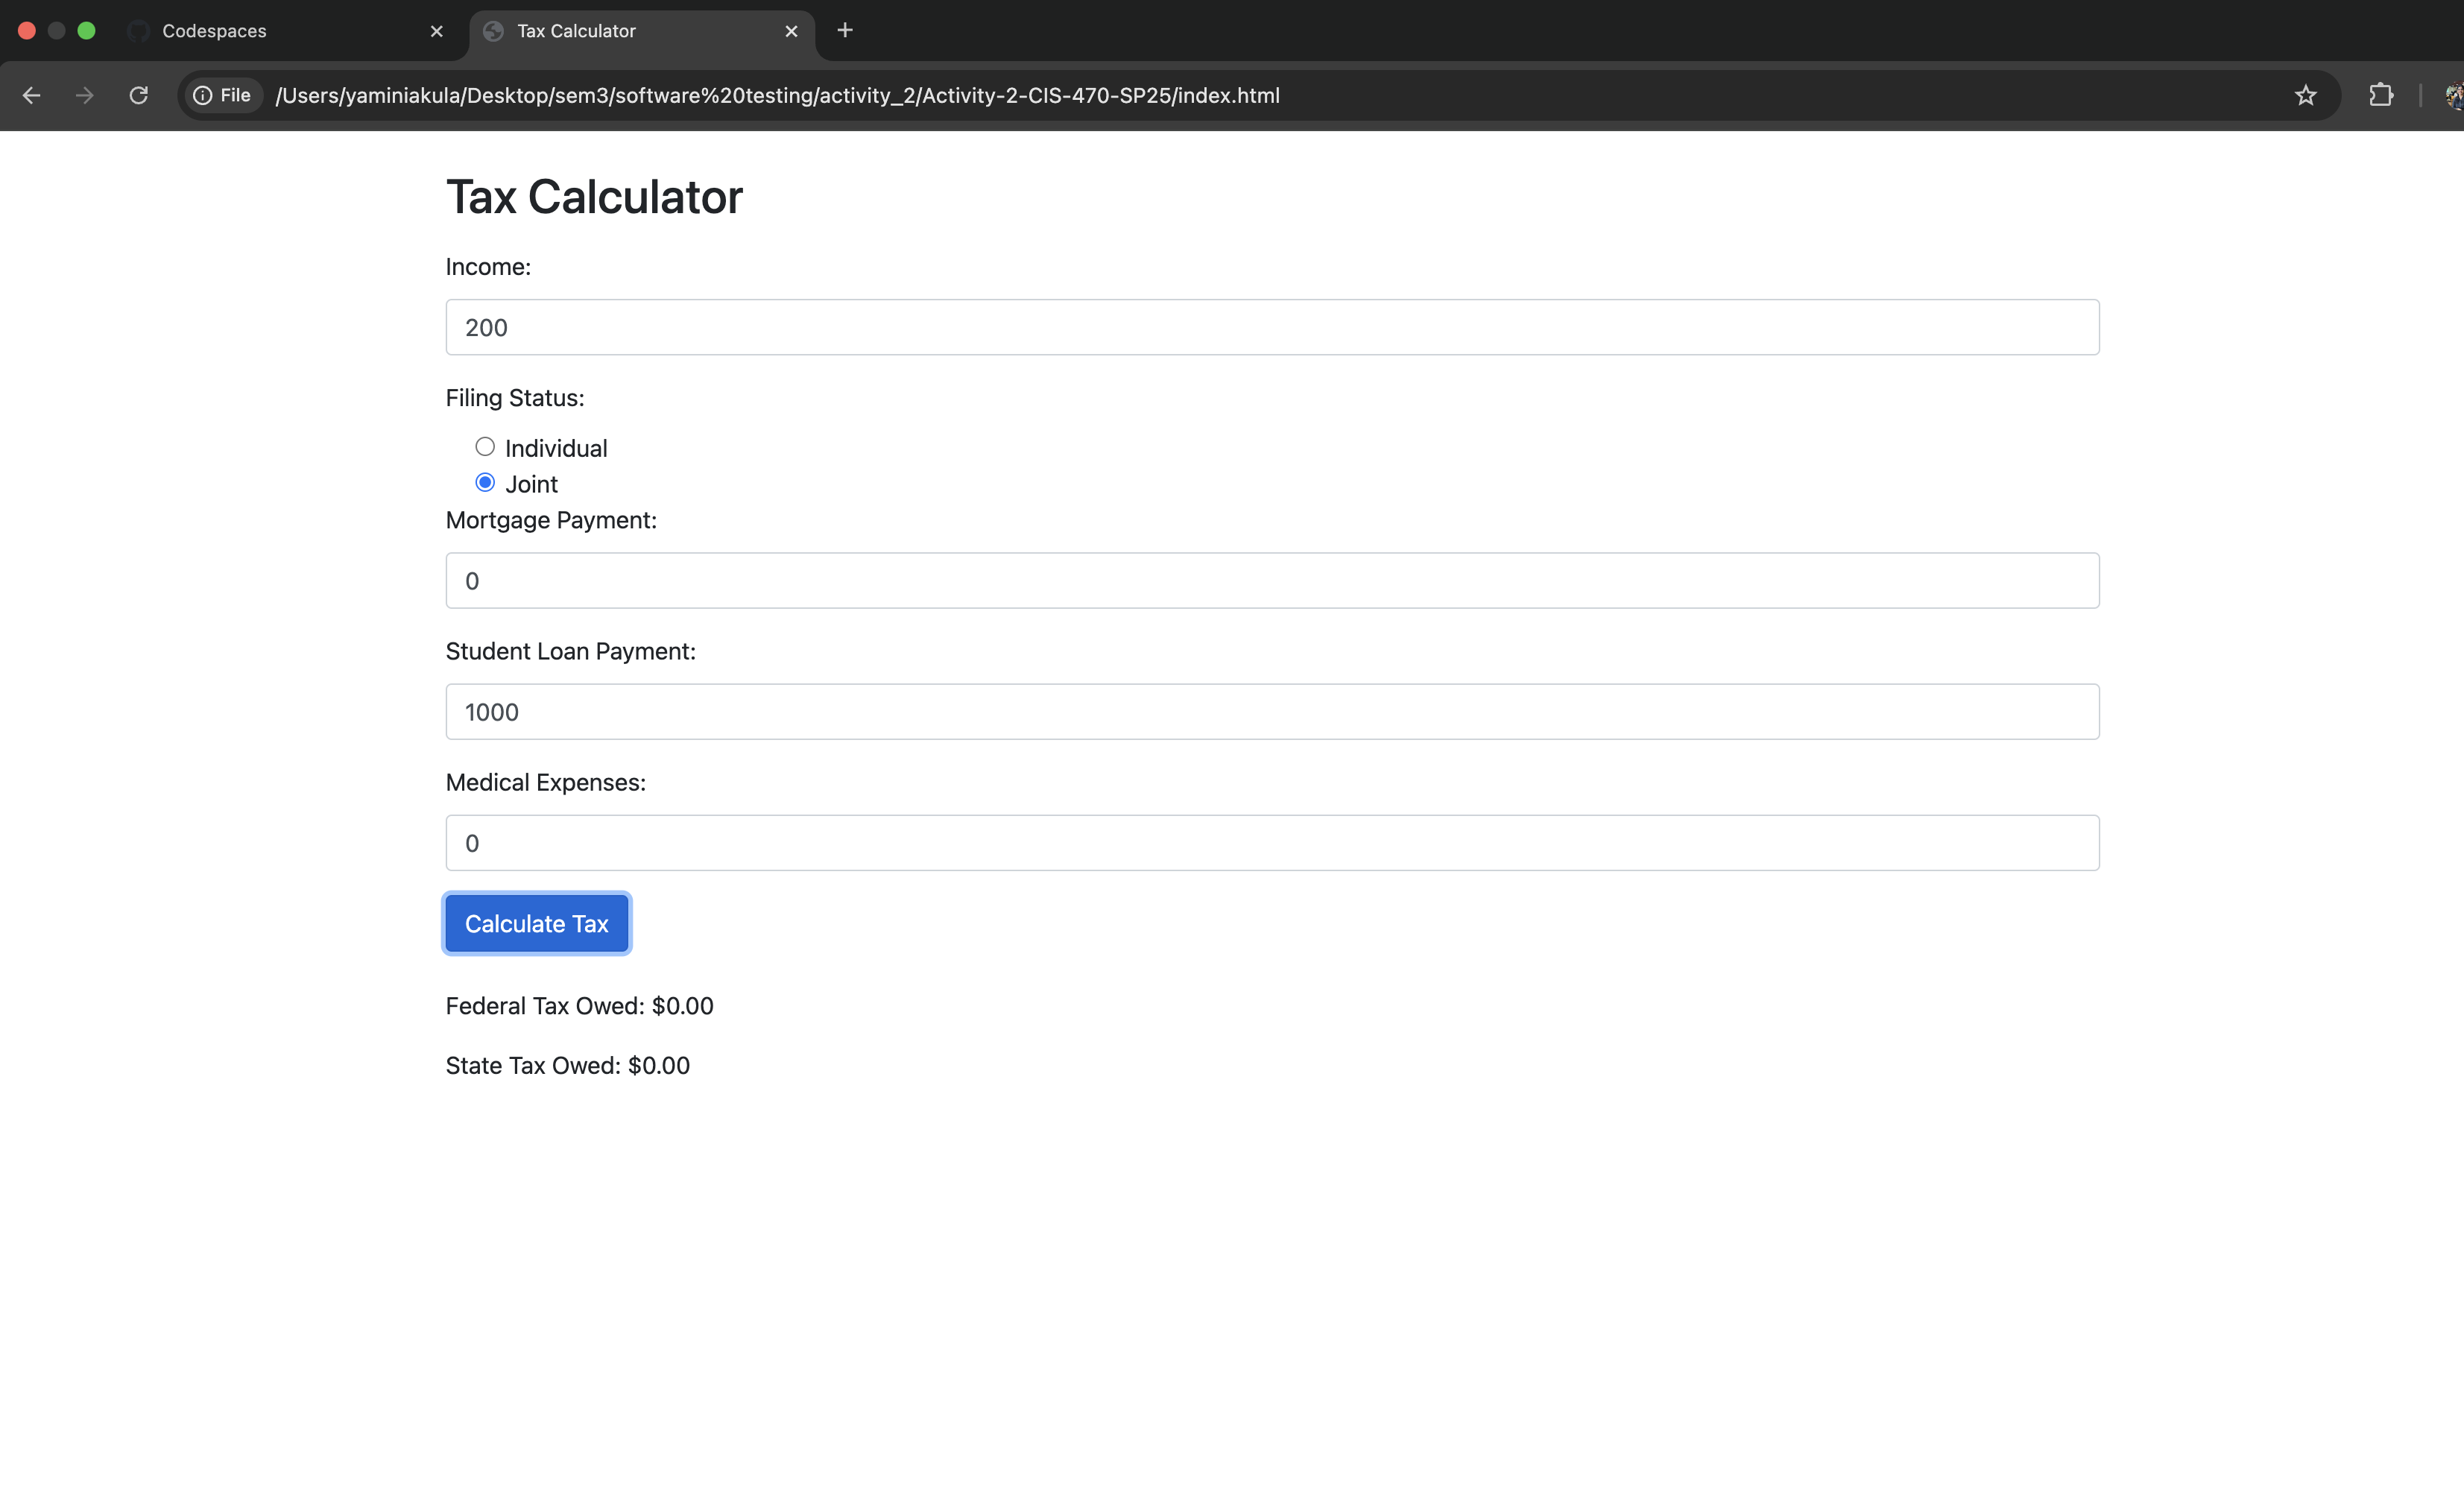 Codespaces
Tax Calculator
File /Users/yaminiakula/Desktop/sem3/software%20testing/activity_2/Activity-2-CIS-470-SP25/index.html
Tax Calculator
Income:
200
Filing Status:
Individual
Joint
Mortgage Payment:
0
Student Loan Payment:
1000
Medical Expenses:
0
Calculate Tax
Federal Tax Owed: $0.00
State Tax Owed: $0.00